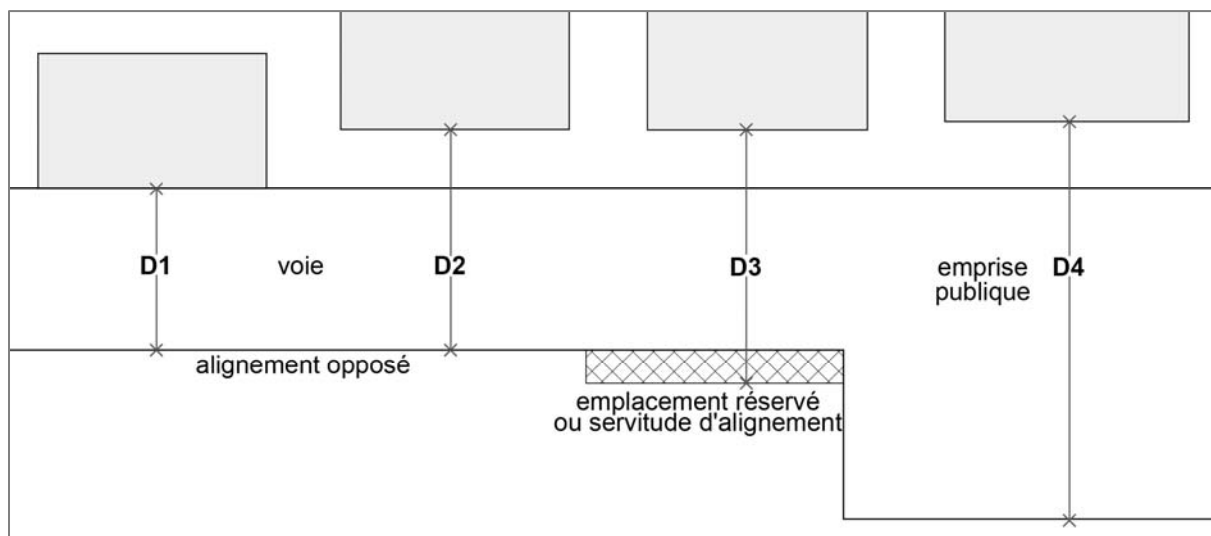 D1
voie
D2
D3
emprise
publique
D4
alignement opposé
emplacement réservé
ou servitude d'alignement